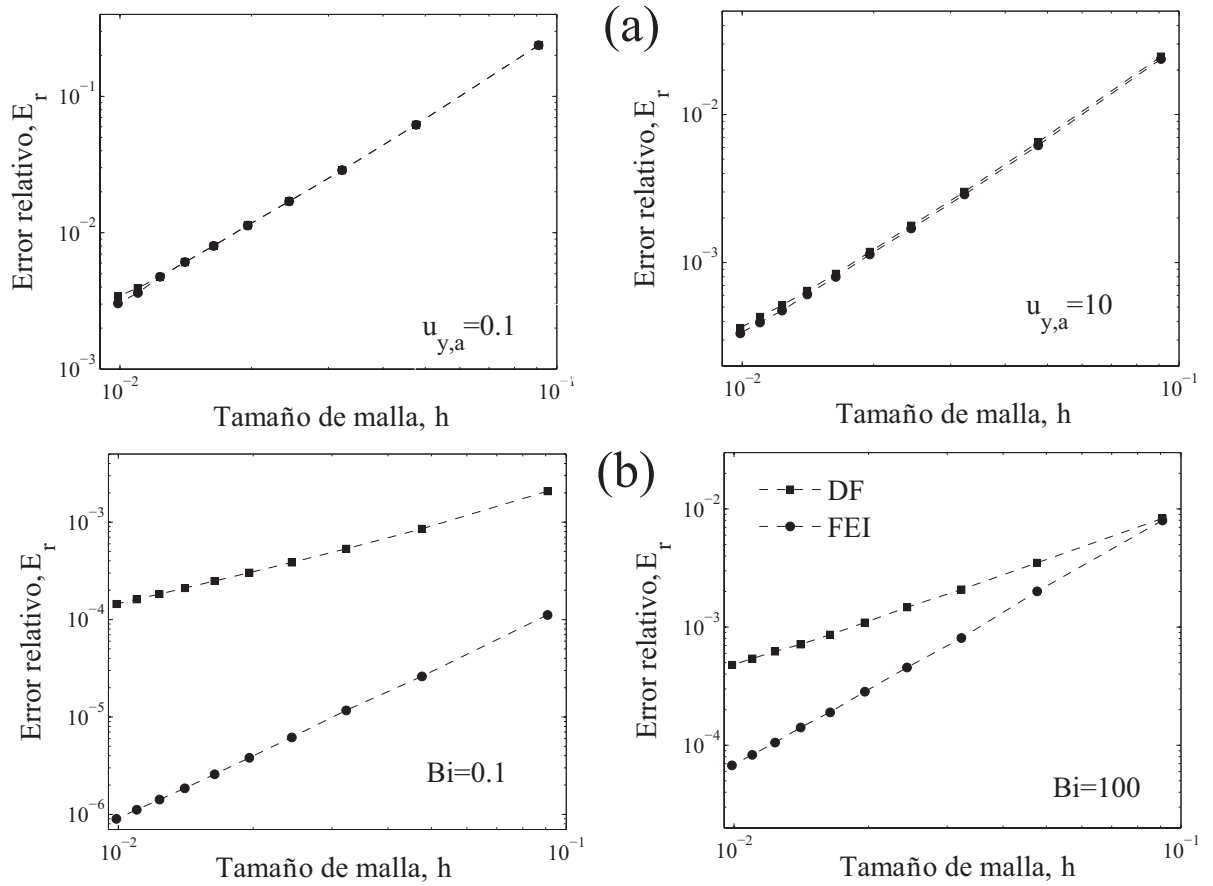 (a)
Error relativo, E_r
10^-1
10^-2
10^-3
u_y,a=0.1
10^-2
10^-1
Tamaño de malla, h
Error relativo, E_r
10^-2
10^-3
u_y,a=10
10^-2
10^-1
Tamaño de malla, h
(b)
Error relativo, E_r
10^-3
10^-4
10^-5
10^-6
Bi=0.1
10^-2
10^-1
Tamaño de malla, h
Error relativo, E_r
10^-2
10^-3
10^-4
DF
FEI
Bi=100
10^-2
10^-1
Tamaño de malla, h